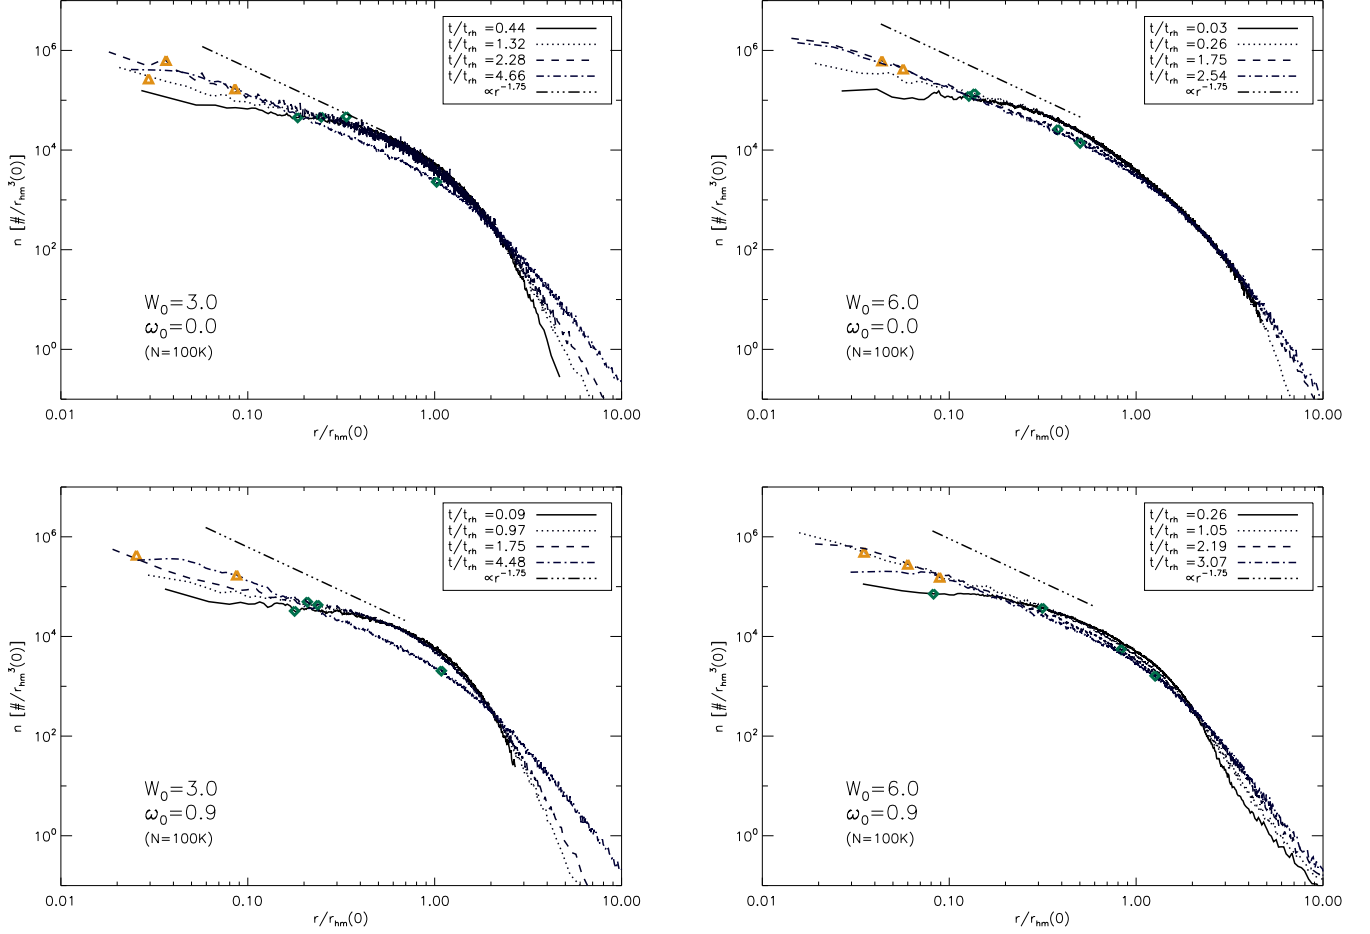 t/t_rh =0.44
t/t_rh =1.32
t/t_rh =2.28
t/t_rh =4.66
∝r^-1.75
10^6
10^4
10^2
10^0
n [#/r_hm^3(0)]
W_0=3.0
ω_0=0.0
(N=100K)
0.01 0.10 1.00 10.00
r/r_hm(0)
t/t_rh =0.03
t/t_rh =0.26
t/t_rh =1.75
t/t_rh =2.54
∝r^-1.75
10^6
10^4
10^2
10^0
n [#/r_hm^3(0)]
W_0=6.0
ω_0=0.0
(N=100K)
0.01 0.10 1.00 10.00
r/r_hm(0)
t/t_rh =0.09
t/t_rh =0.97
t/t_rh =1.75
t/t_rh =4.48
∝r^-1.75
10^6
10^4
10^2
10^0
n [#/r_hm^3(0)]
W_0=3.0
ω_0=0.9
(N=100K)
0.01 0.10 1.00 10.00
r/r_hm(0)
t/t_rh =0.26
t/t_rh =1.05
t/t_rh =2.19
t/t_rh =3.07
∝r^-1.75
10^6
10^4
10^2
10^0
n [#/r_hm^3(0)]
W_0=6.0
ω_0=0.9
(N=100K)
0.01 0.10 1.00 10.00
r/r_hm(0)